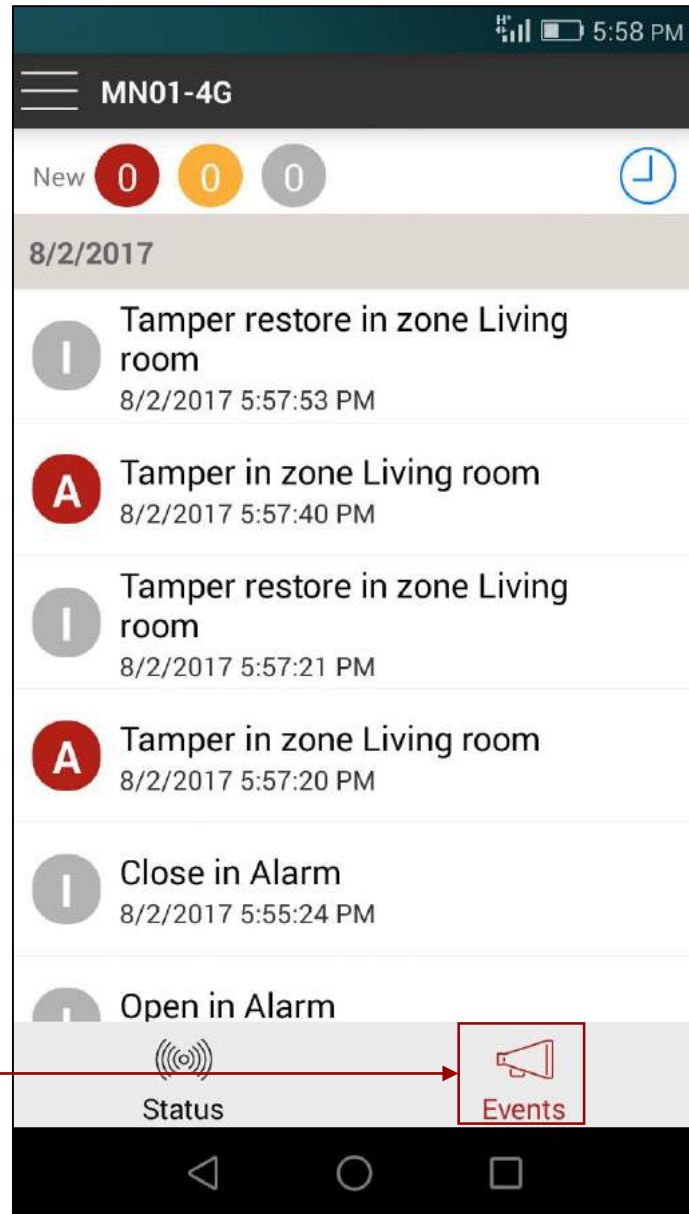 H+ 5:58 PM
MN01-4G
New 0 0 0
8/2/2017
I Tamper restore in zone Living
room
8/2/2017 5:57:53 PM
A Tamper in zone Living room
8/2/2017 5:57:40 PM
I Tamper restore in zone Living
room
8/2/2017 5:57:21 PM
A Tamper in zone Living room
8/2/2017 5:57:20 PM
I Close in Alarm
8/2/2017 5:55:24 PM
I Open in Alarm
Status Events